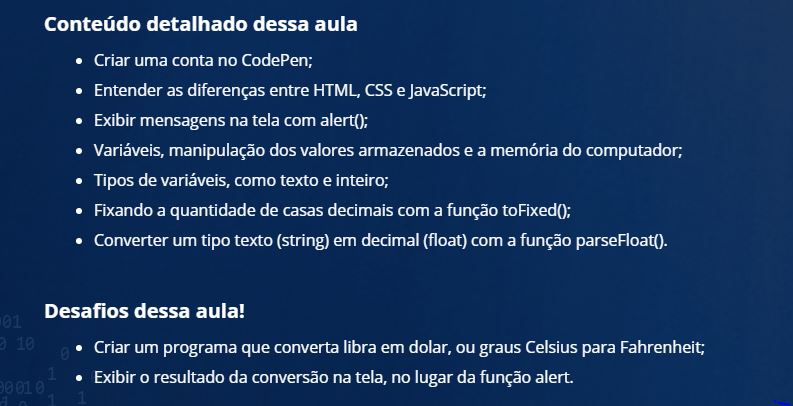 Conteúdo detalhado dessa aula
• Criar uma conta no CodePen;
• Entender as diferenças entre HTML, CSS e JavaScript;
• Exibir mensagens na tela com alert();
• Variáveis, manipulação dos valores armazenados e a memória do computador;
• Tipos de variáveis, como texto e inteiro;
• Fixando a quantidade de casas decimais com a função toFixed();
• Converter um tipo texto (string) em decimal (float) com a função parseFloat().
Desafios dessa aula!
• Criar um programa que converta libra em dolar, ou graus Celsius para Fahrenheit;
• Exibir o resultado da conversão na tela, no lugar da função alert.